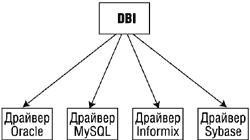 DBI
Драйвер
Oracle
Драйвер
MySQL
Драйвер
Informix
Драйвер
Sybase